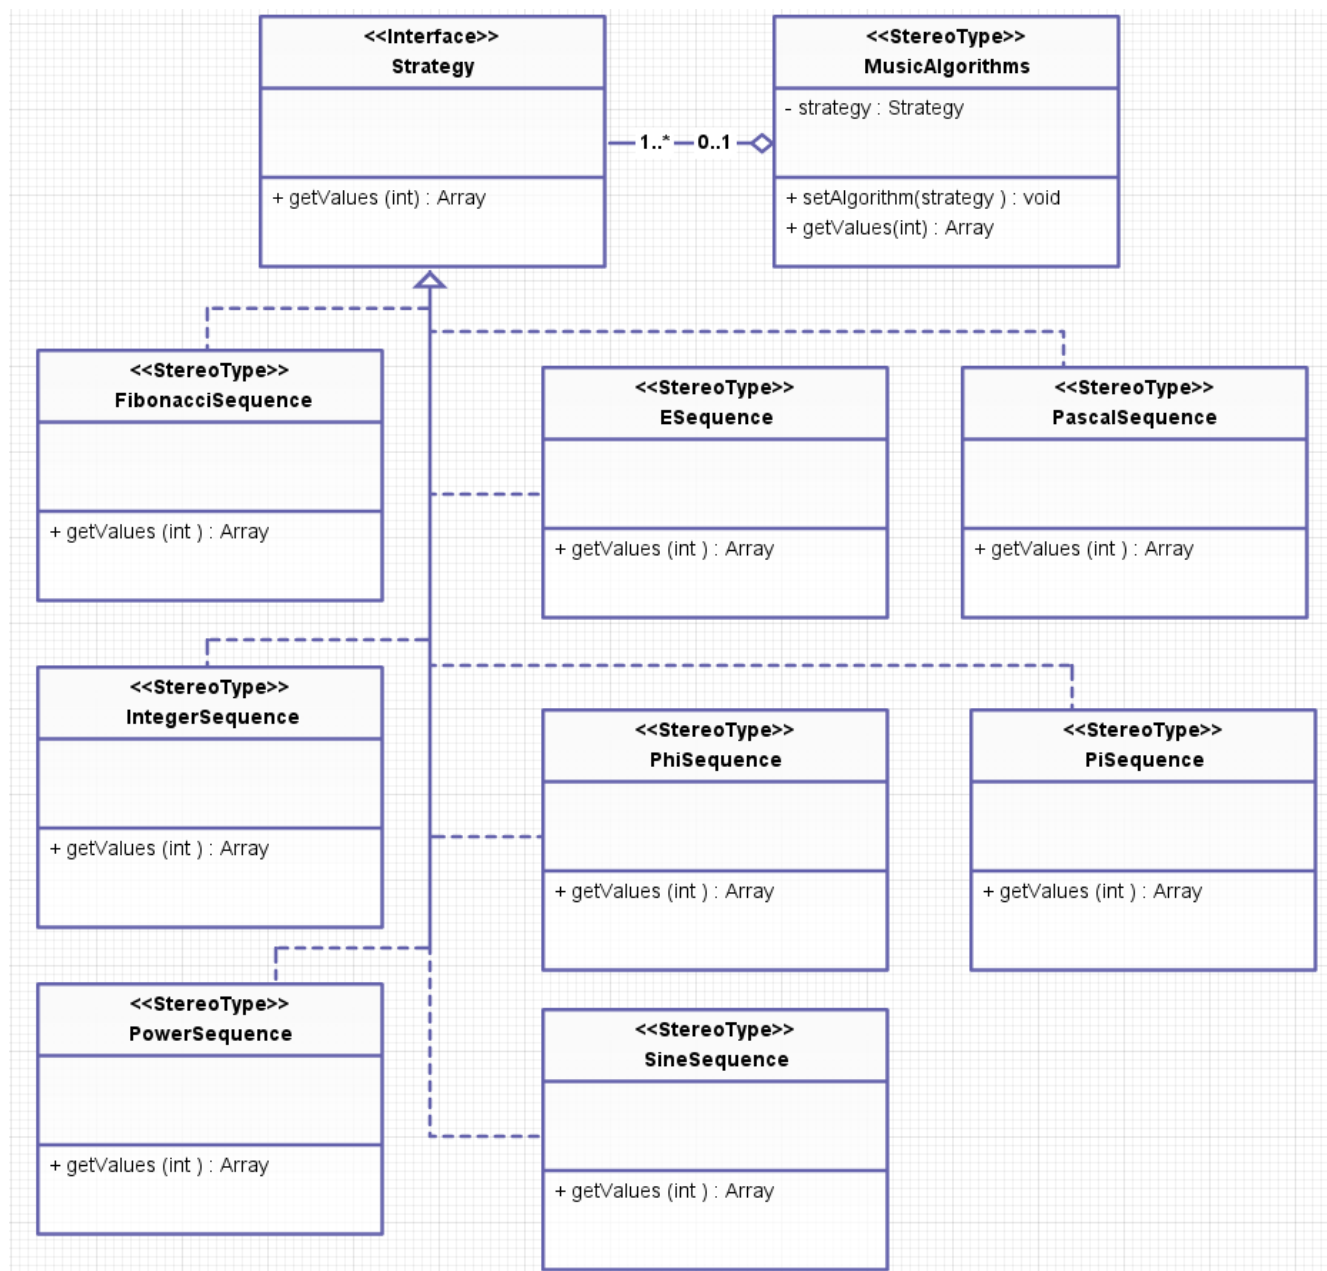 <<Interface>>
Strategy
+ getValues (int) : Array
<<StereoType>>
MusicAlgorithms
- strategy : Strategy
+ setAlgorithm(strategy ) : void
+ getValues(int) : Array
1..*
0..1
<<StereoType>>
FibonacciSequence
+ getValues (int ) : Array
<<StereoType>>
ESequence
+ getValues (int ) : Array
<<StereoType>>
PascalSequence
+ getValues (int ) : Array
<<StereoType>>
IntegerSequence
+ getValues (int ) : Array
<<StereoType>>
PhiSequence
+ getValues (int ) : Array
<<StereoType>>
PiSequence
+ getValues (int ) : Array
<<StereoType>>
PowerSequence
+ getValues (int ) : Array
<<StereoType>>
SineSequence
+ getValues (int ) : Array